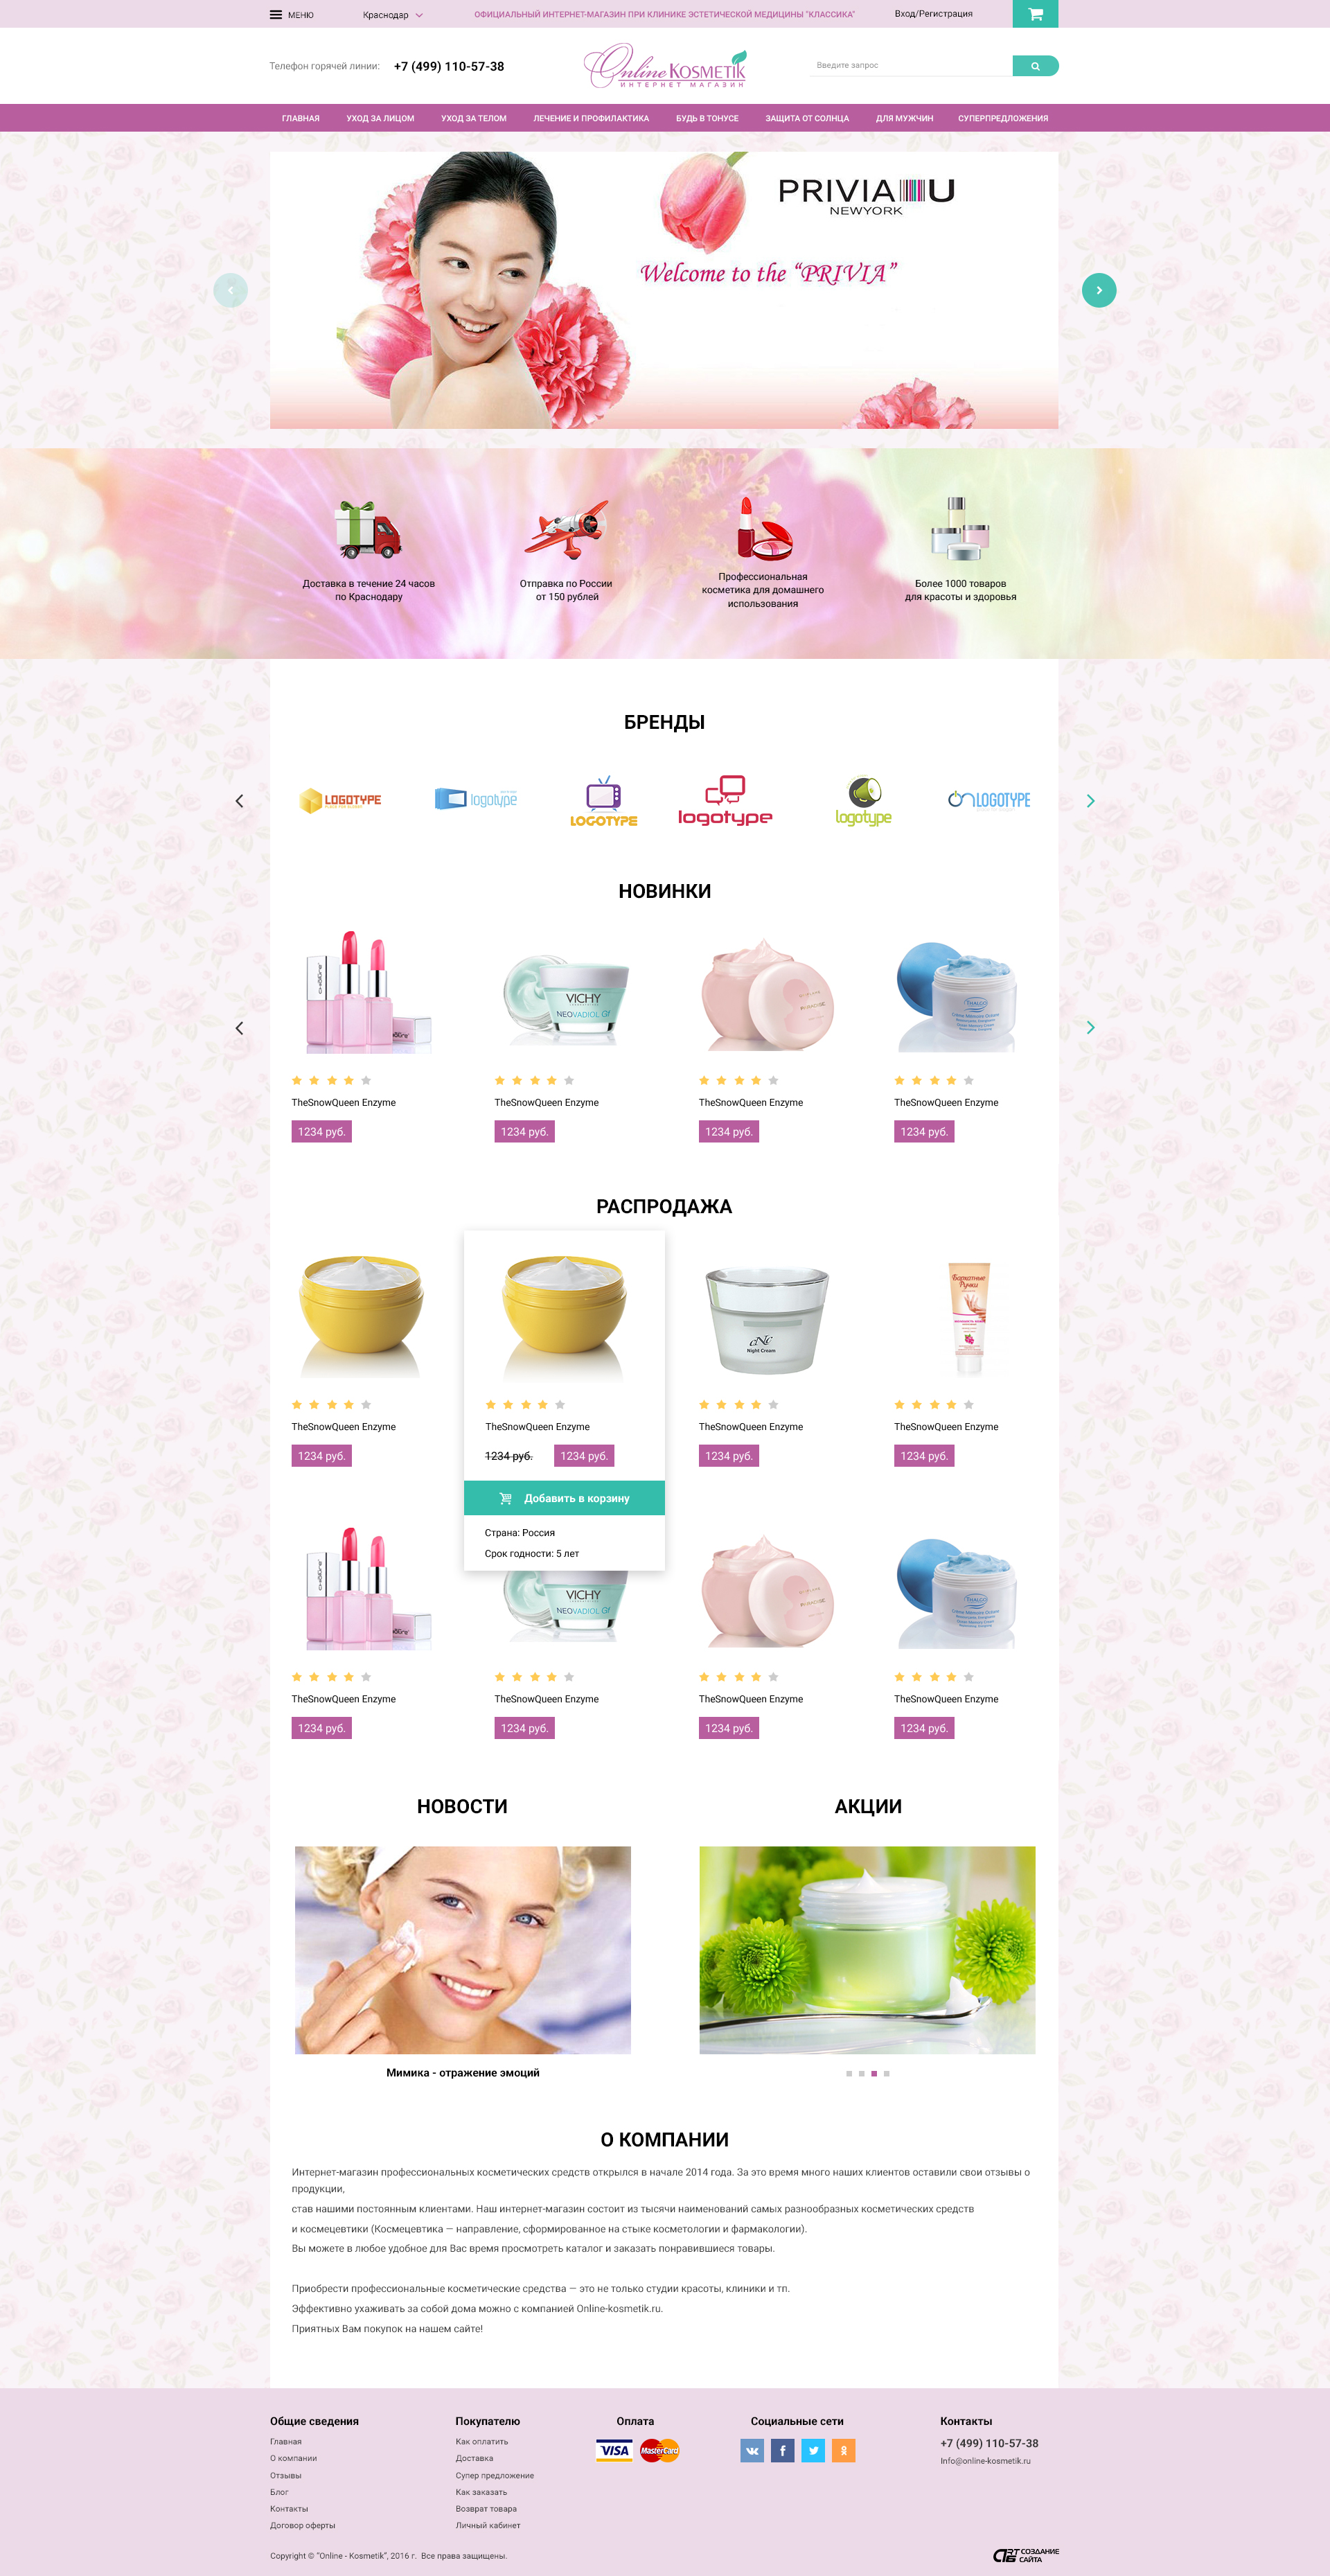 МЕНЮ
Краснодар
ОФИЦИАЛЬНЫЙ ИНТЕРНЕТ-МАГАЗИН ПРИ КЛИНИКЕ ЭСТЕТИЧЕСКОЙ МЕДИЦИНЫ "КЛАССИКА"
Вход/Регистрация
Телефон горячей линии: +7 (499) 110-57-38
Online KOSMETIK
ИНТЕРНЕТ МАГАЗИН
Введите запрос
ГЛАВНАЯ УХОД ЗА ЛИЦОМ УХОД ЗА ТЕЛОМ ЛЕЧЕНИЕ И ПРОФИЛАКТИКА БУДЬ В ТОНУСЕ ЗАЩИТА ОТ СОЛНЦА ДЛЯ МУЖЧИН СУПЕРПРЕДЛОЖЕНИЯ
PRIVIA U
NEWYORK
Welcome to the “PRIVIA”
Доставка в течение 24 часов
по Краснодару
Отправка по России
от 150 рублей
Профессиональная
косметика для домашнего
использования
Более 1000 товаров
для красоты и здоровья
БРЕНДЫ
LOGOTYPE
logotype
LOGOTYPE
logotype
logotype
LOGOTYPE
НОВИНКИ
VICHY
NEOVADIOL Gf
THALGO
TheSnowQueen Enzyme TheSnowQueen Enzyme TheSnowQueen Enzyme TheSnowQueen Enzyme
1234 руб. 1234 руб. 1234 руб. 1234 руб.
РАСПРОДАЖА
CNC
Night Cream
Бархатные
Ручки
TheSnowQueen Enzyme TheSnowQueen Enzyme TheSnowQueen Enzyme TheSnowQueen Enzyme
1234 руб. 1234 руб. 1234 руб. 1234 руб. 1234 руб.
Добавить в корзину
Страна: Россия
Срок годности: 5 лет
VICHY
NEOVADIOL Gf
THALGO
TheSnowQueen Enzyme TheSnowQueen Enzyme TheSnowQueen Enzyme TheSnowQueen Enzyme
1234 руб. 1234 руб. 1234 руб. 1234 руб.
НОВОСТИ
Мимика - отражение эмоций
АКЦИИ
О КОМПАНИИ
Интернет-магазин профессиональных косметических средств открылся в начале 2014 года. За это время много наших клиентов оставили свои отзывы о
продукции,
став нашими постоянным клиентами. Наш интернет-магазин состоит из тысячи наименований самых разнообразных косметических средств
и космецевтики (Космецевтика — направление, сформированное на стыке косметологии и фармакологии).
Вы можете в любое удобное для Вас время просмотреть каталог и заказать понравившиеся товары.
Приобрести профессиональные косметические средства — это не только студии красоты, клиники и тп.
Эффективно ухаживать за собой дома можно с компанией Online-kosmetik.ru.
Приятных Вам покупок на нашем сайте!
Общие сведения
Главная
О компании
Отзывы
Блог
Контакты
Договор оферты
Покупателю
Как оплатить
Доставка
Супер предложение
Как заказать
Возврат товара
Личный кабинет
Оплата
VISA
MasterCard
Социальные сети
Контакты
+7 (499) 110-57-38
Info@online-kosmetik.ru
Copyright © “Online - Kosmetik”, 2016 г. Все права защищены.
СОЗДАНИЕ
САЙТА